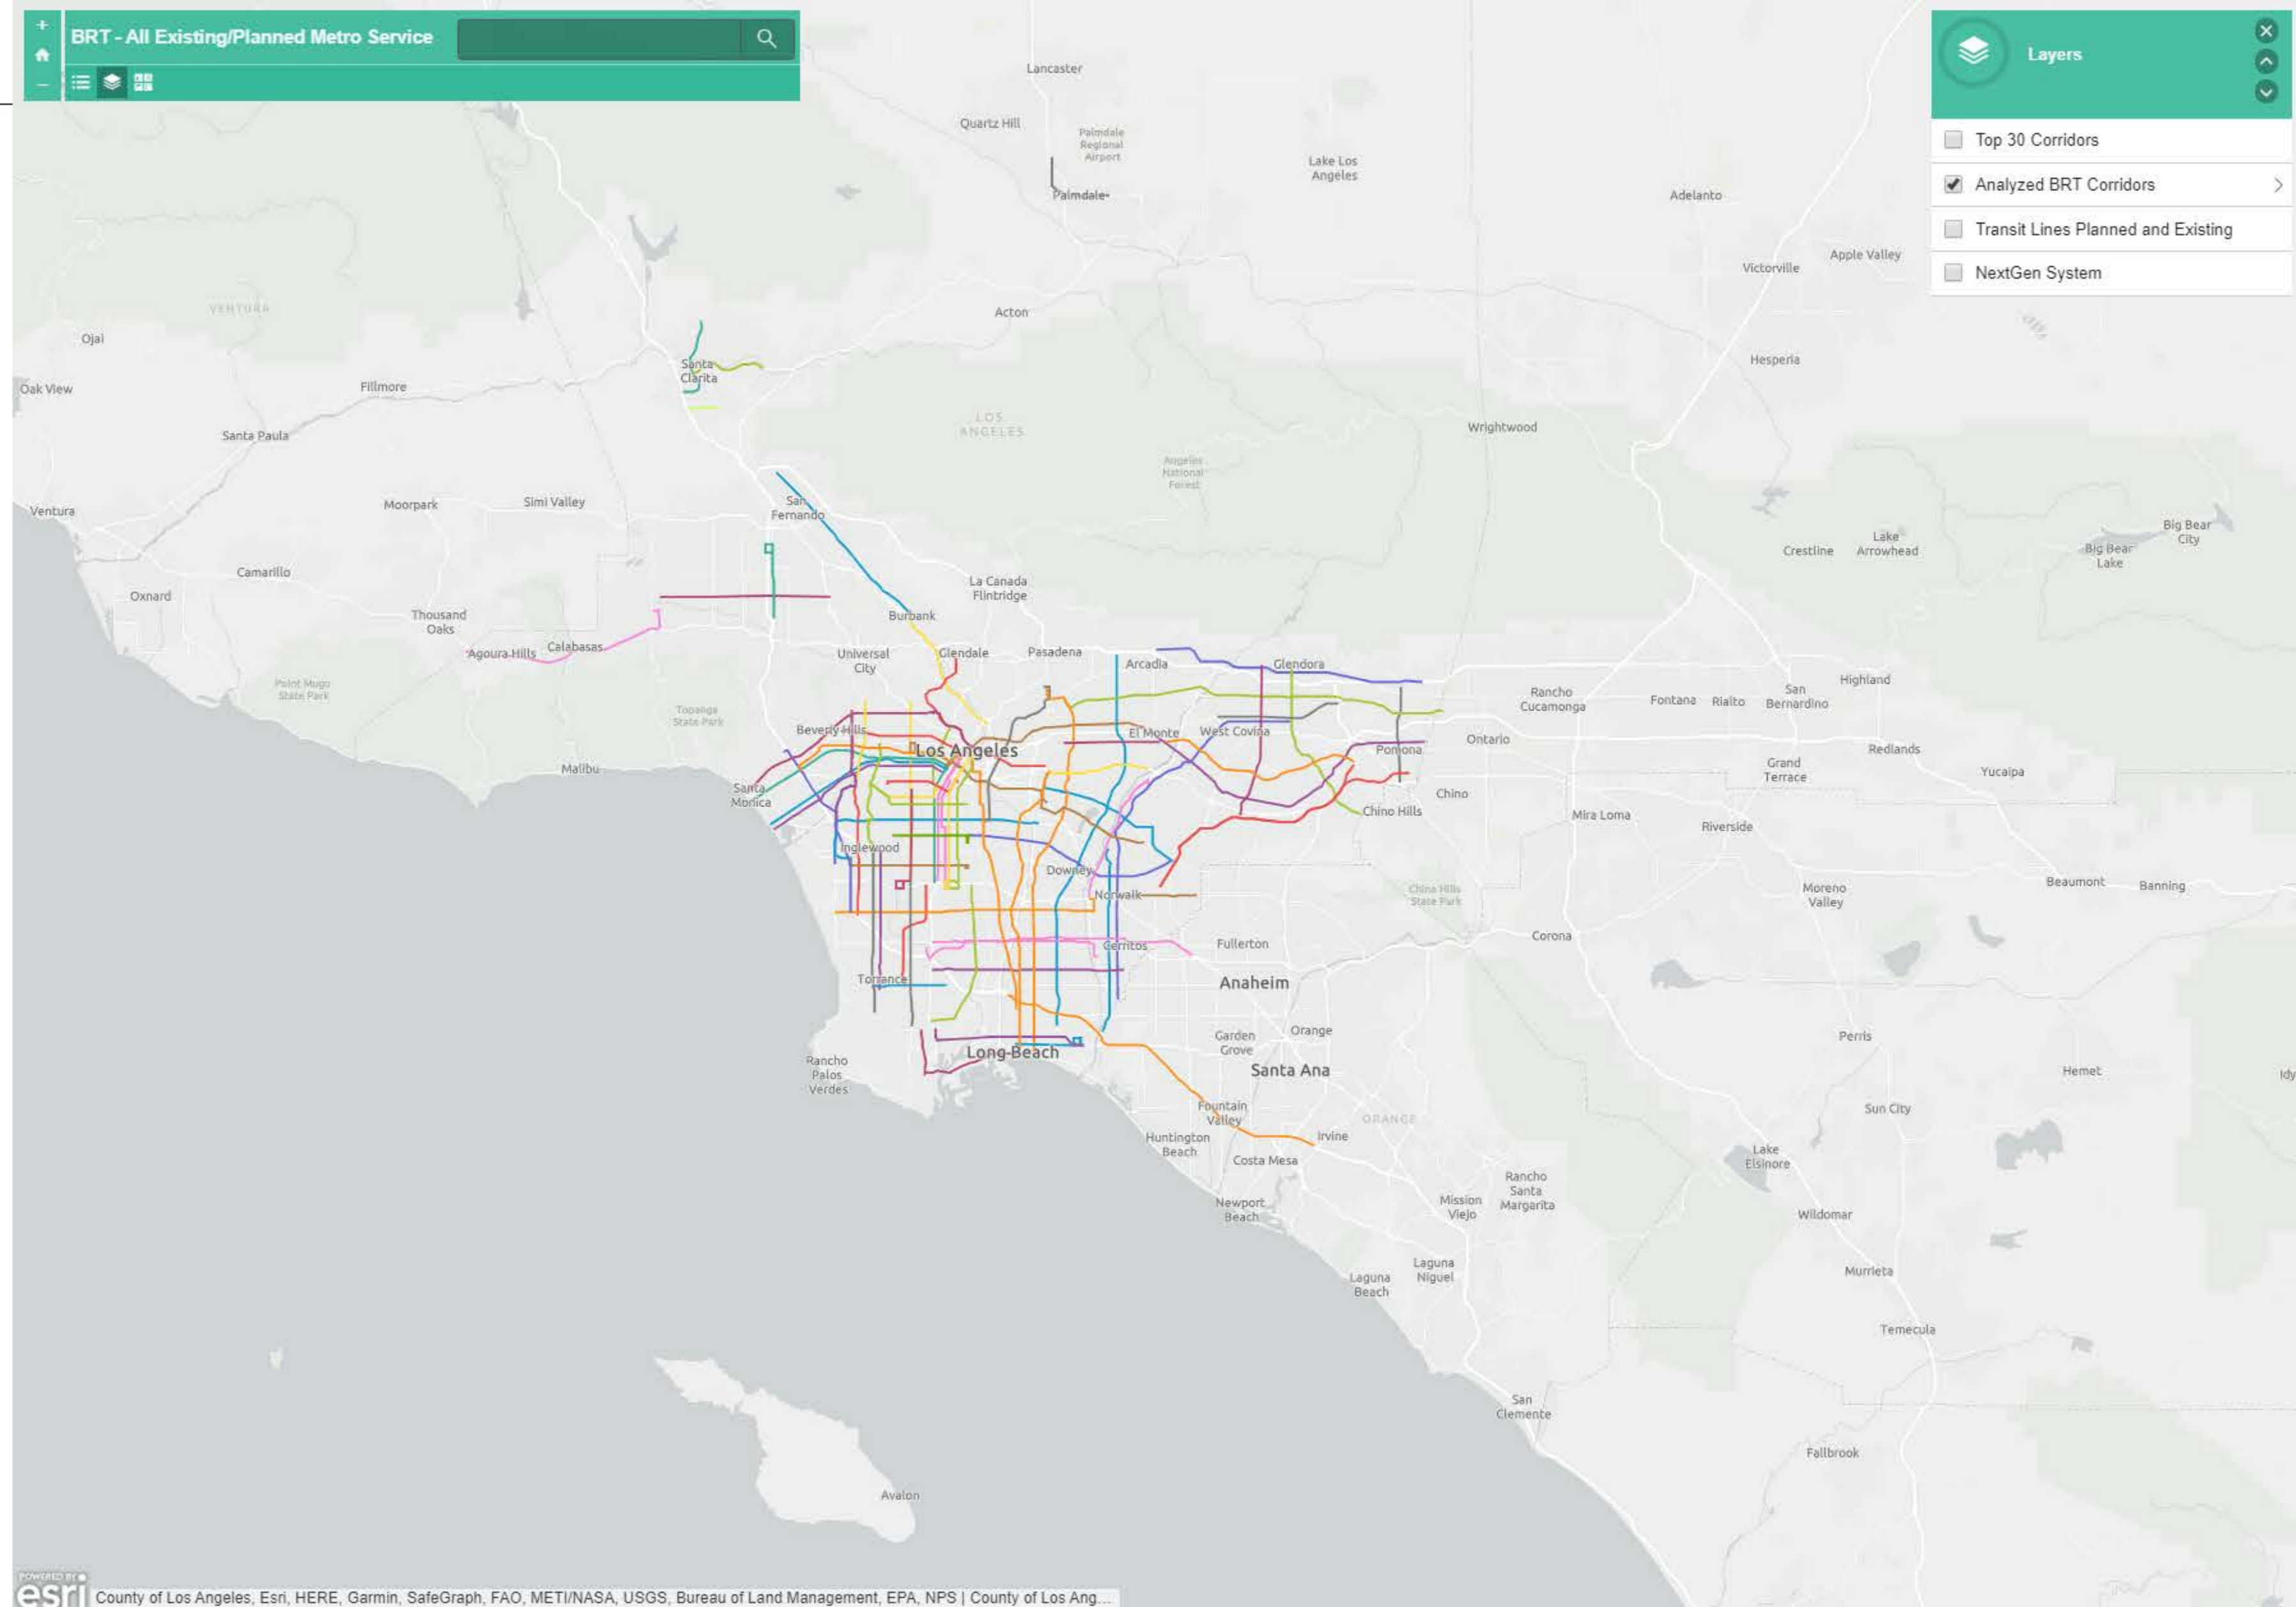 +
BRT - All Existing/Planned Metro Service
−
Layers
Top 30 Corridors
Analyzed BRT Corridors
Transit Lines Planned and Existing
NextGen System
Lancaster
Quartz Hill
Palmdale
Regional
Airport
Lake Los
Angeles
Palmdale
Adelanto
Apple Valley
Victorville
VENTURA
Acton
Ojai
Hesperia
Santa
Clarita
Oak View
Fillmore
LOS
ANGELES
Wrightwood
Santa Paula
Angeles
National
Forest
San
Fernando
Moorpark
Simi Valley
Ventura
Big Bear
City
Lake
Arrowhead
Crestline
Big Bear
Lake
Camarillo
La Canada
Flintridge
Oxnard
Thousand
Oaks
Burbank
Agoura Hills
Calabasas
Universal
City
Glendale
Pasadena
Arcadia
Glendora
Point Mugu
State Park
Topanga
State Park
Rancho
Cucamonga
Fontana
Rialto
San
Bernardino
Highland
Beverly Hills
El Monte
West Covina
Los Angeles
Pomona
Ontario
Redlands
Malibu
Grand
Terrace
Yucaipa
Santa
Monica
Chino
Chino Hills
Mira Loma
Riverside
Inglewood
Downey
Norwalk
Chino Hills
State Park
Moreno
Valley
Beaumont
Banning
Cerritos
Fullerton
Corona
Torrance
Anaheim
Garden
Grove
Orange
Perris
Long Beach
Rancho
Palos
Verdes
Santa Ana
Hemet
Idy
Fountain
Valley
ORANGE
Sun City
Huntington
Beach
Irvine
Costa Mesa
Lake
Elsinore
Rancho
Santa
Margarita
Mission
Viejo
Newport
Beach
Wildomar
Laguna
Niguel
Laguna
Beach
Murrieta
Temecula
San
Clemente
Fallbrook
Avalon
POWERED BY
esri
County of Los Angeles, Esri, HERE, Garmin, SafeGraph, FAO, METI/NASA, USGS, Bureau of Land Management, EPA, NPS | County of Los Ang...